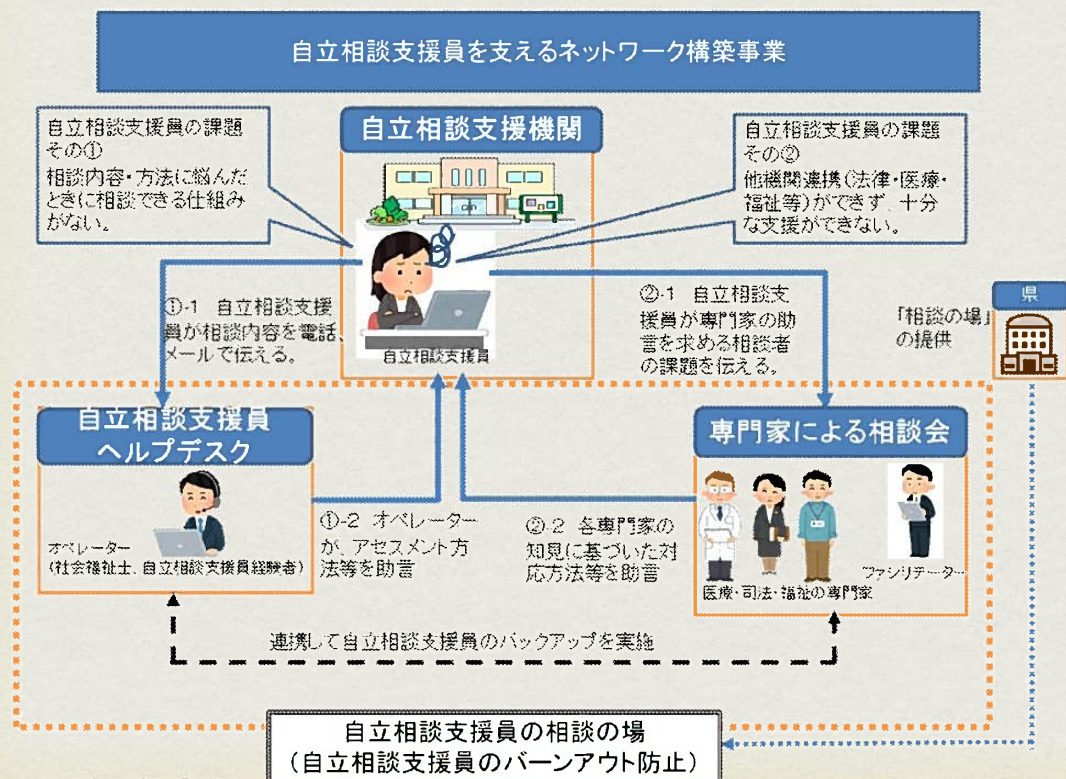 自立相談支援員を支えるネットワーク構築事業
自立相談支援員の課題
その①
相談内容・方法に悩んだ
ときに相談できる仕組み
がない。
自立相談支援機関
自立相談支援員の課題
その②
他機関連携(法律・医療・
福祉等)ができず、十分
な支援ができない。
①-1 自立相談支援
員が相談内容を電話、
メールで伝える。
自立相談支援員
②-1 自立相談支
援員が専門家の助
言を求める相談者
の課題を伝える。
「相談の場」
の提供
県
自立相談支援員
ヘルプデスク
オペレーター
(社会福祉士、自立相談支援員経験者)
①-2 オペレーター
が、アセスメント方
法等を助言
②-2 各専門家の
知見に基づいた対
応方法等を助言
専門家による相談会
ファシリテーター
医療・司法・福祉の専門家
連携して自立相談支援員のバックアップを実施
自立相談支援員の相談の場
(自立相談支援員のバーンアウト防止)